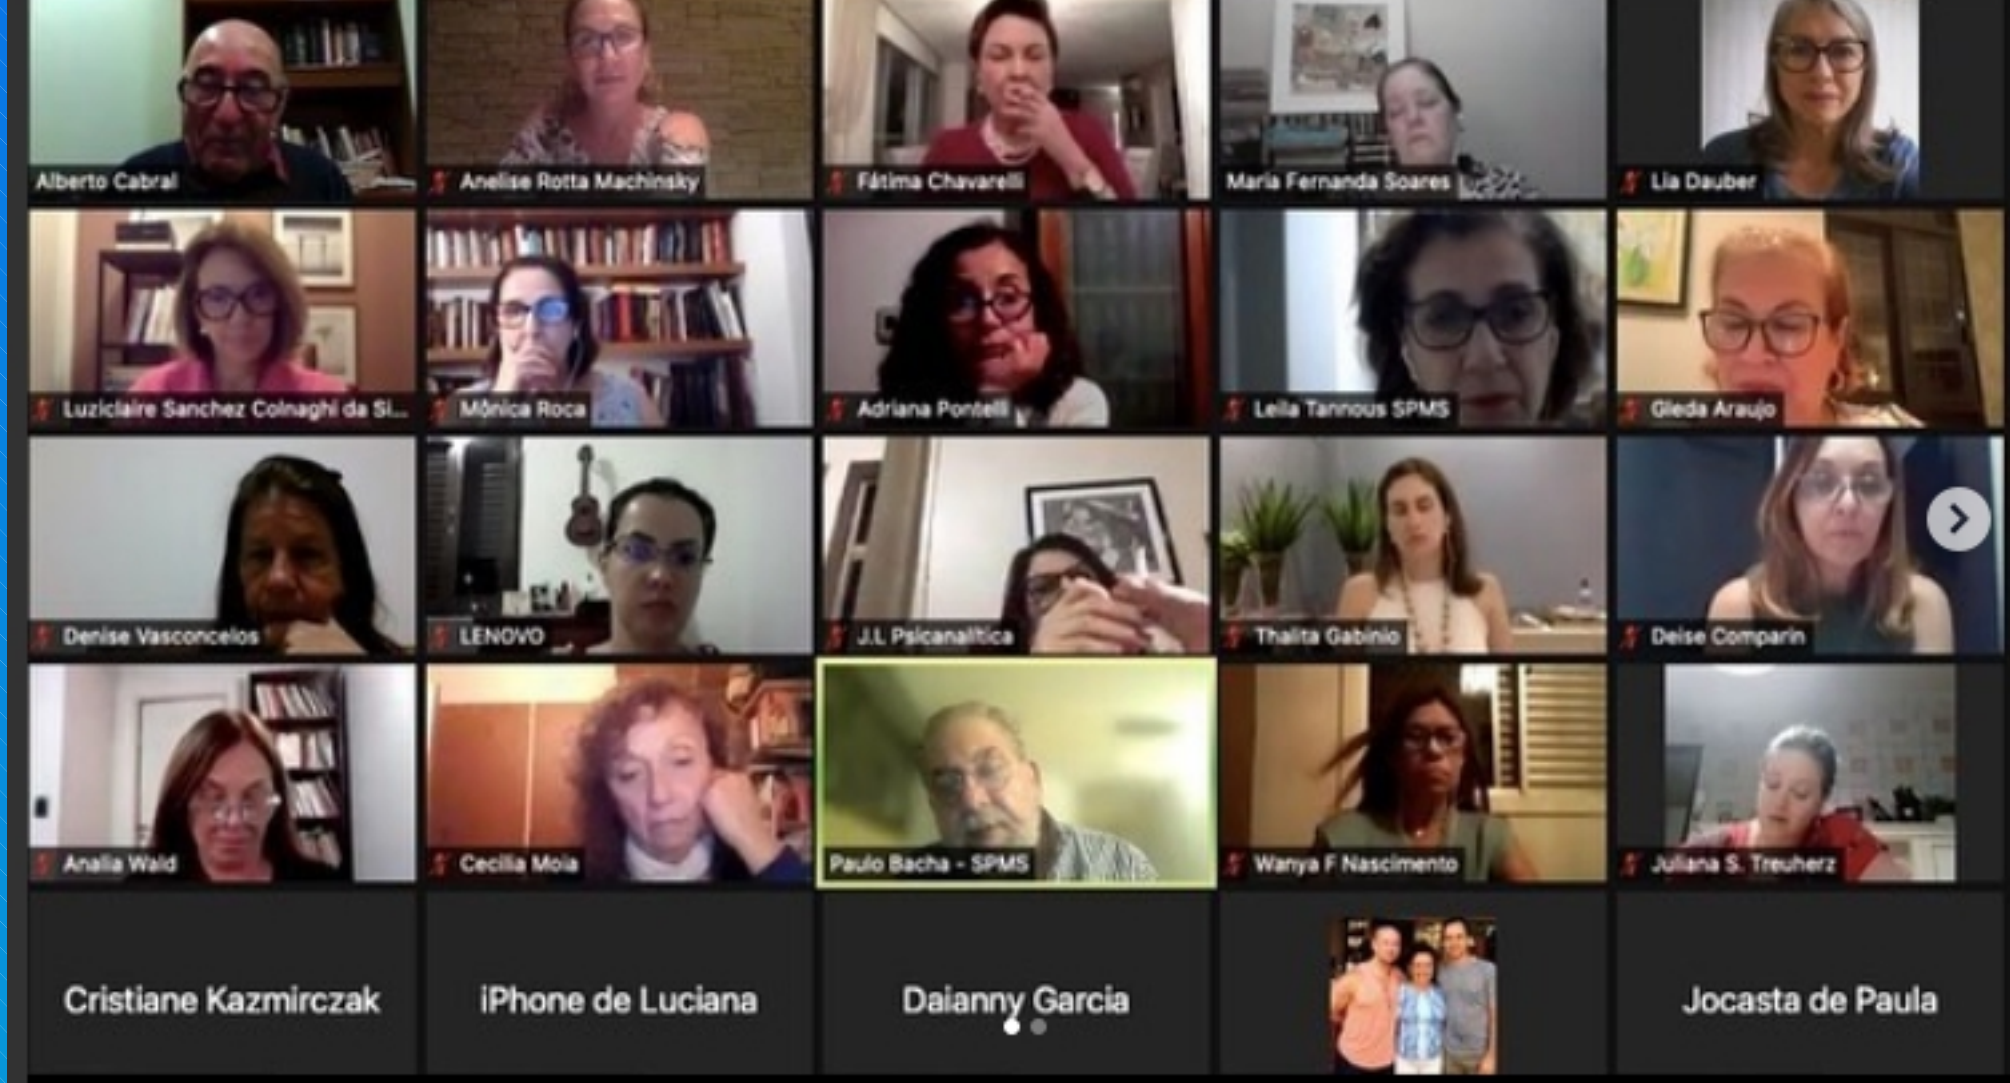 Alberto Cabral
Anelise Rotta Machinsky
Fátima Chavarelli
Maria Fernanda Soares
Lia Dauber
Luziclaire Sanchez Colnaghi da Si...
Mônica Roca
Adriana Pontelli
Leila Tannous SPMS
Gleda Araujo
Denise Vasconcelos
LENOVO
J.L Psicanalítica
Thalita Gabinio
Deise Comparin
Analia Wald
Cecilia Moia
Paulo Bacha - SPMS
Wanya F Nascimento
Juliana S. Treuherz
Cristiane Kazmirczak
iPhone de Luciana
Daianny Garcia
Jocasta de Paula